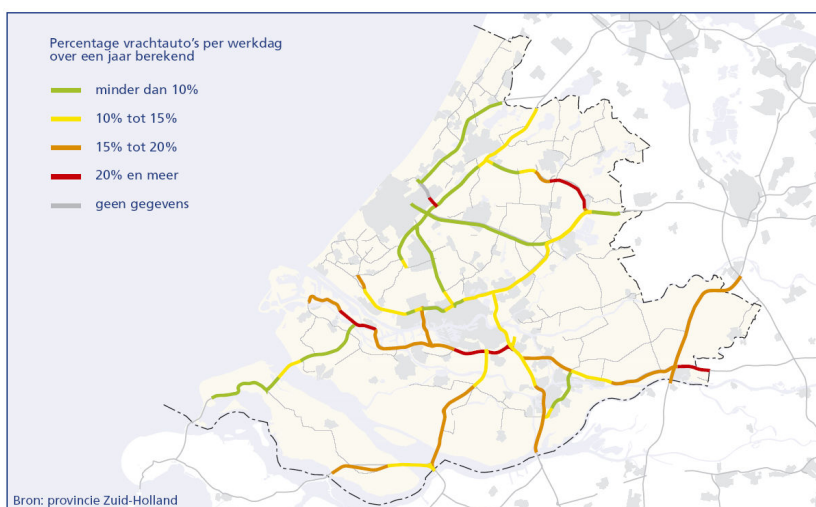 Percentage vrachtauto's per werkdag
over een jaar berekend
minder dan 10%
10% tot 15%
15% tot 20%
20% en meer
geen gegevens
Bron: provincie Zuid-Holland